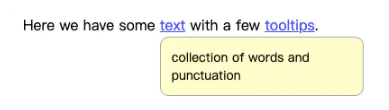 Here we have some text with a few tooltips.
collection of words and
punctuation